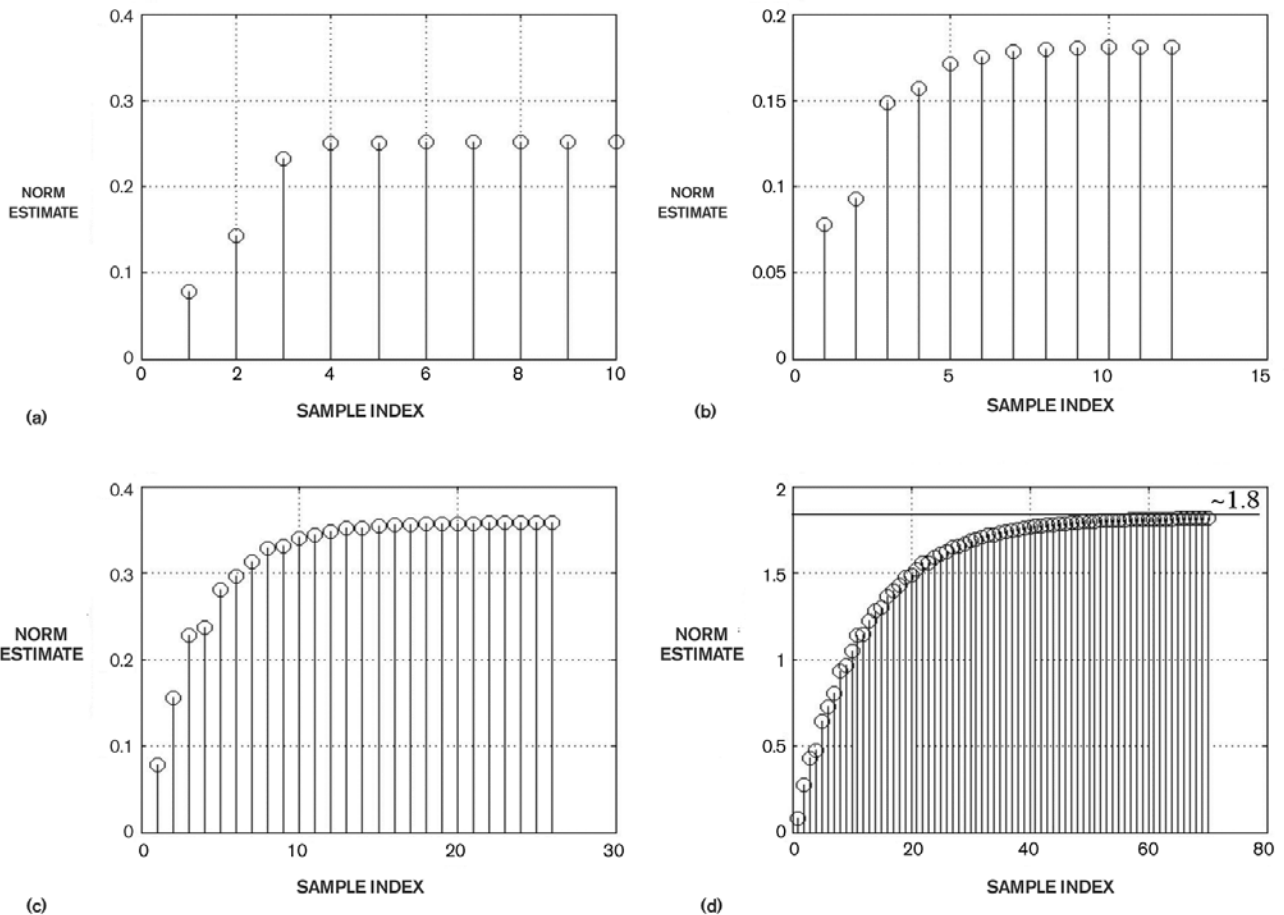 0.4
0.3
0.2
0.1
0
NORM
ESTIMATE
0 2 4 6 8 10
SAMPLE INDEX
(a)
0.2
0.15
0.1
0.05
0
NORM
ESTIMATE
0 5 10 15
SAMPLE INDEX
(b)
0.4
0.3
0.2
0.1
0
NORM
ESTIMATE
0 10 20 30
SAMPLE INDEX
(c)
2
~1.8
1.5
1
0.5
0
NORM
ESTIMATE
0 20 40 60 80
SAMPLE INDEX
(d)